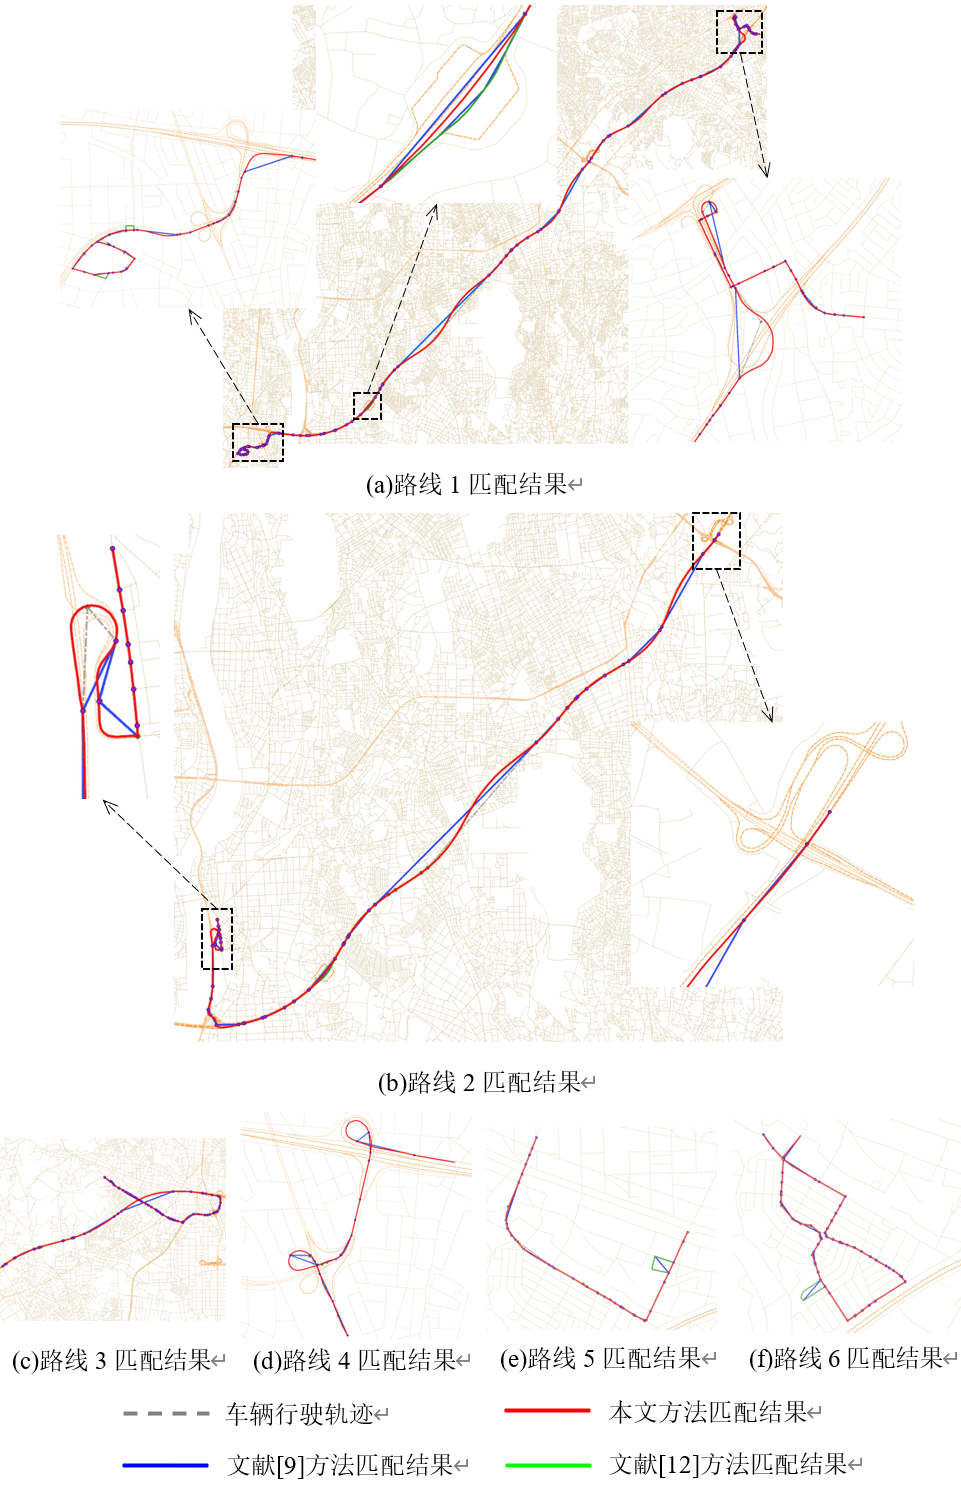 (a)路线 1 匹配结果↵
(b)路线 2 匹配结果↵
(c)路线 3 匹配结果↵
(d)路线 4 匹配结果↵
(e)路线 5 匹配结果↵
(f)路线 6 匹配结果↵
车辆行驶轨迹↵
本文方法匹配结果↵
文献[9]方法匹配结果↵
文献[12]方法匹配结果↵